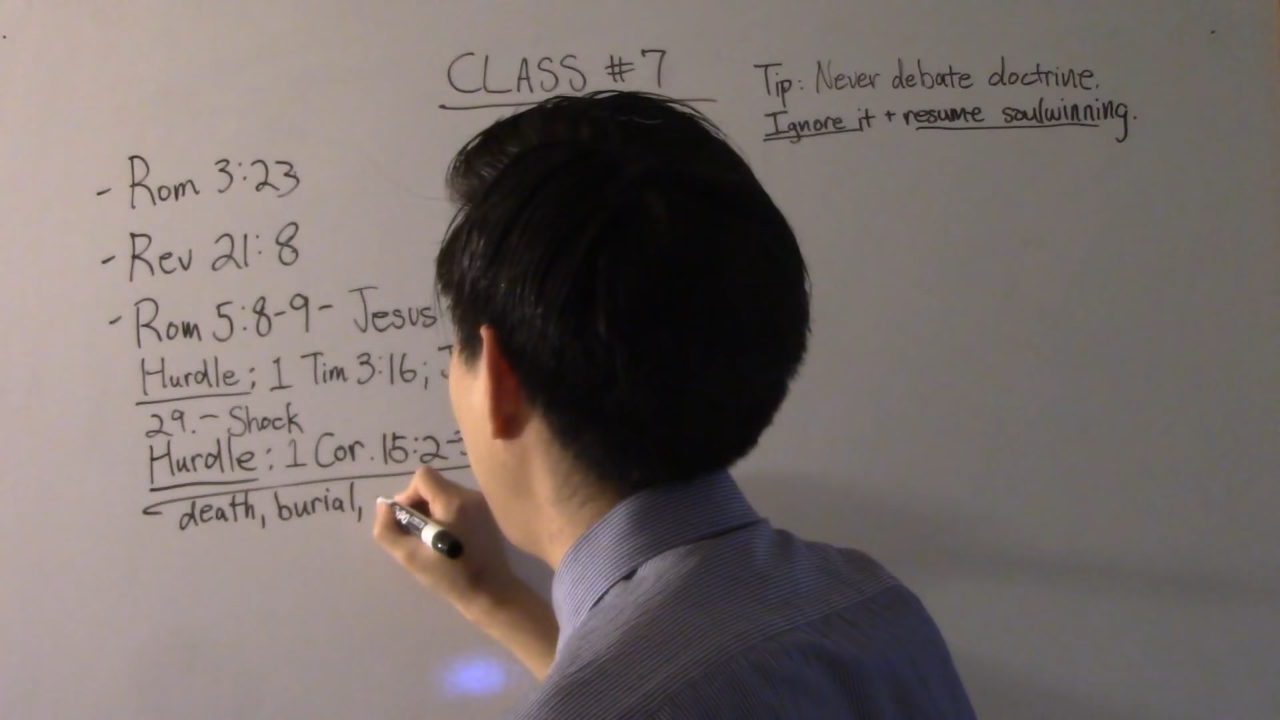 CLASS #7
Tip: Never debate doctrine.
Ignore it + resume soulwinning.
- Rom 3:23
- Rev 21:8
- Rom 5:8-9 - Jesus
Hurdle: 1 Tim 3:16; J
29. - Shock
Hurdle: 1 Cor. 15:2-3
death, burial,